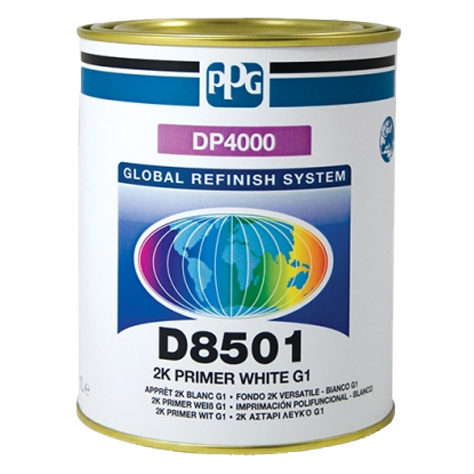 PPG
DP4000
GLOBAL REFINISH SYSTEM
D8501
2K PRIMER WHITE G1
APPRÊT 2K BLANC G1 • FONDO 2K VERSATILE - BIANCO G1
2K PRIMER WEIß G1 • IMPRIMACIÓN POLIFUNCIONAL - BLANCO
2K PRIMER WIT G1 • 2K ΑΣΤΑΡΙ ΛΕΥΚΟ G1
1L e